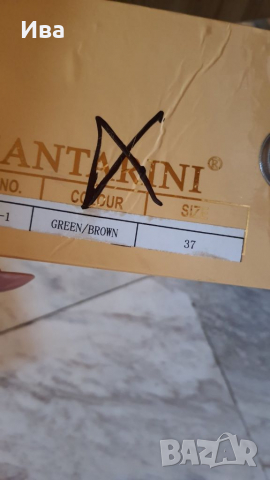 Ива
ANTARINI®
NO. COLOUR SIZ
-1 GREEN/BROWN 37
BAZAR